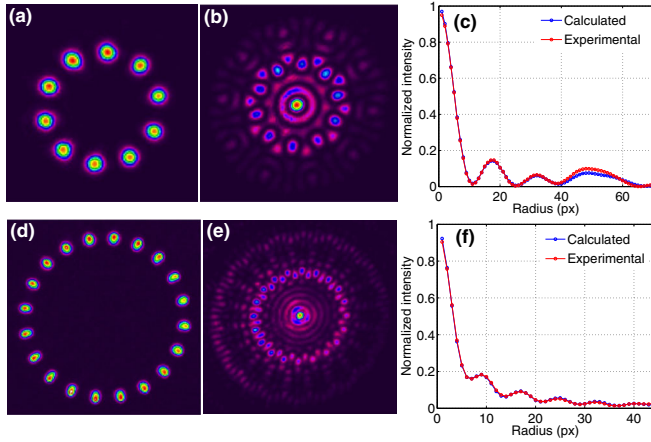 (a)
(b)
(c)
Calculated
Experimental
Normalized intensity
1
0.8
0.6
0.4
0.2
0
0 20 40 60
Radius (px)
(d)
(e)
(f)
Calculated
Experimental
Normalized intensity
1
0.8
0.6
0.4
0.2
0
0 10 20 30 40
Radius (px)